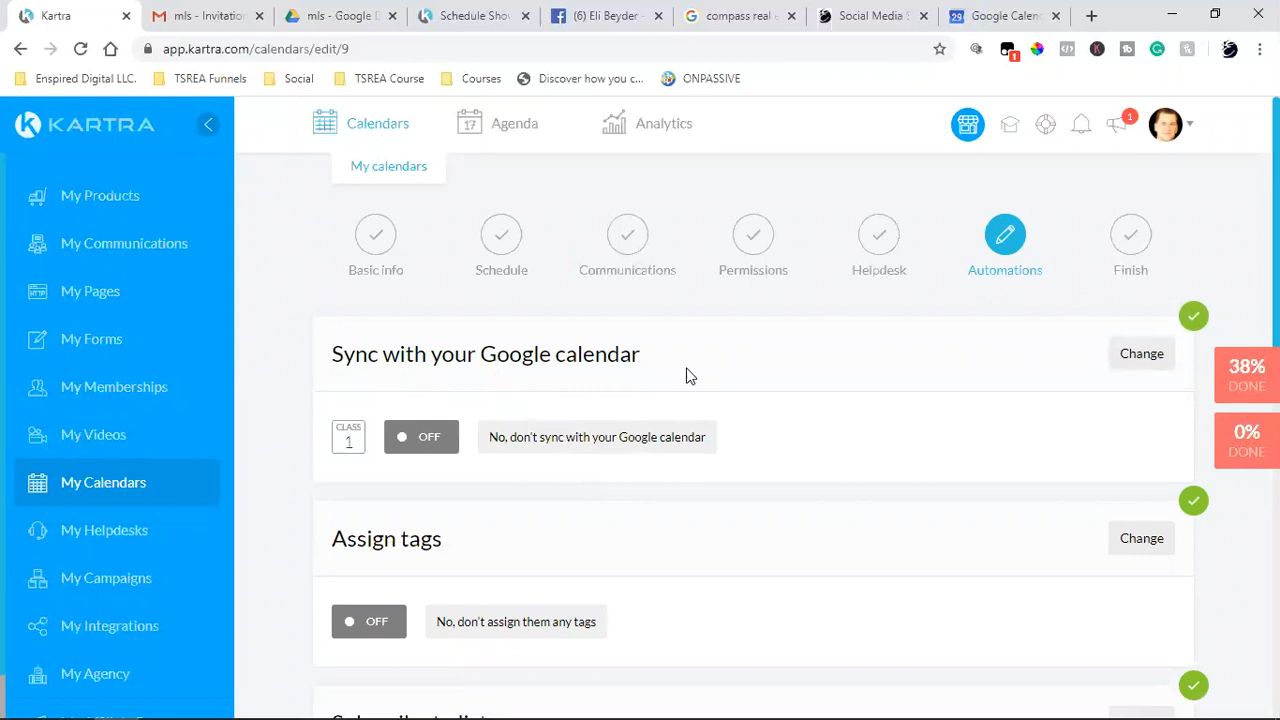 Kartra
mls - Invitation
mls - Google D
Schedule Show
(6) Eli Beyder -
compass real e
Social Media S
Google Calend
app.kartra.com/calendars/edit/9
1
Enspired Digital LLC.
TSREA Funnels
Social
TSREA Course
Courses
Discover how you c...
ONPASSIVE
KARTRA
Calendars
17
Agenda
Analytics
1
My calendars
My Products
My Communications
My Pages
My Forms
My Memberships
My Videos
My Calendars
My Helpdesks
My Campaigns
My Integrations
My Agency
Basic info
Schedule
Communications
Permissions
Helpdesk
Automations
Finish
Sync with your Google calendar
Change
CLASS
1
OFF
No, don't sync with your Google calendar
38%
DONE
0%
DONE
Assign tags
Change
OFF
No, don't assign them any tags